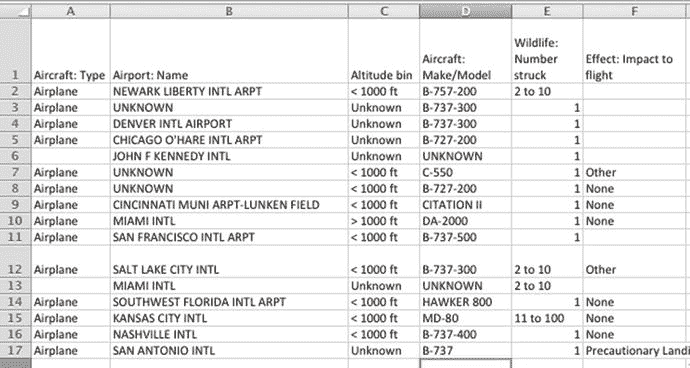 A B C D E F
1 Aircraft: Type Airport: Name Altitude bin Aircraft: Make/Model Wildlife: Number struck Effect: Impact to flight
2 Airplane NEWARK LIBERTY INTL ARPT < 1000 ft B-757-200 2 to 10
3 Airplane UNKNOWN Unknown B-737-300 1
4 Airplane DENVER INTL AIRPORT Unknown B-737-300 1
5 Airplane CHICAGO O'HARE INTL ARPT Unknown B-727-200 1
6 JOHN F KENNEDY INTL Unknown UNKNOWN 1
7 Airplane UNKNOWN < 1000 ft C-550 1 Other
8 Airplane UNKNOWN < 1000 ft B-727-200 1 None
9 Airplane CINCINNATI MUNI ARPT-LUNKEN FIELD < 1000 ft CITATION II 1 None
10 Airplane MIAMI INTL > 1000 ft DA-2000 1 None
11 Airplane SAN FRANCISCO INTL ARPT < 1000 ft B-737-500 1
12 Airplane SALT LAKE CITY INTL < 1000 ft B-737-300 2 to 10 Other
13 MIAMI INTL Unknown UNKNOWN 2 to 10
14 Airplane SOUTHWEST FLORIDA INTL ARPT < 1000 ft HAWKER 800 1 None
15 Airplane KANSAS CITY INTL < 1000 ft MD-80 11 to 100 None
16 Airplane NASHVILLE INTL < 1000 ft B-737-400 1 None
17 Airplane SAN ANTONIO INTL Unknown B-737 1 Precautionary Landi